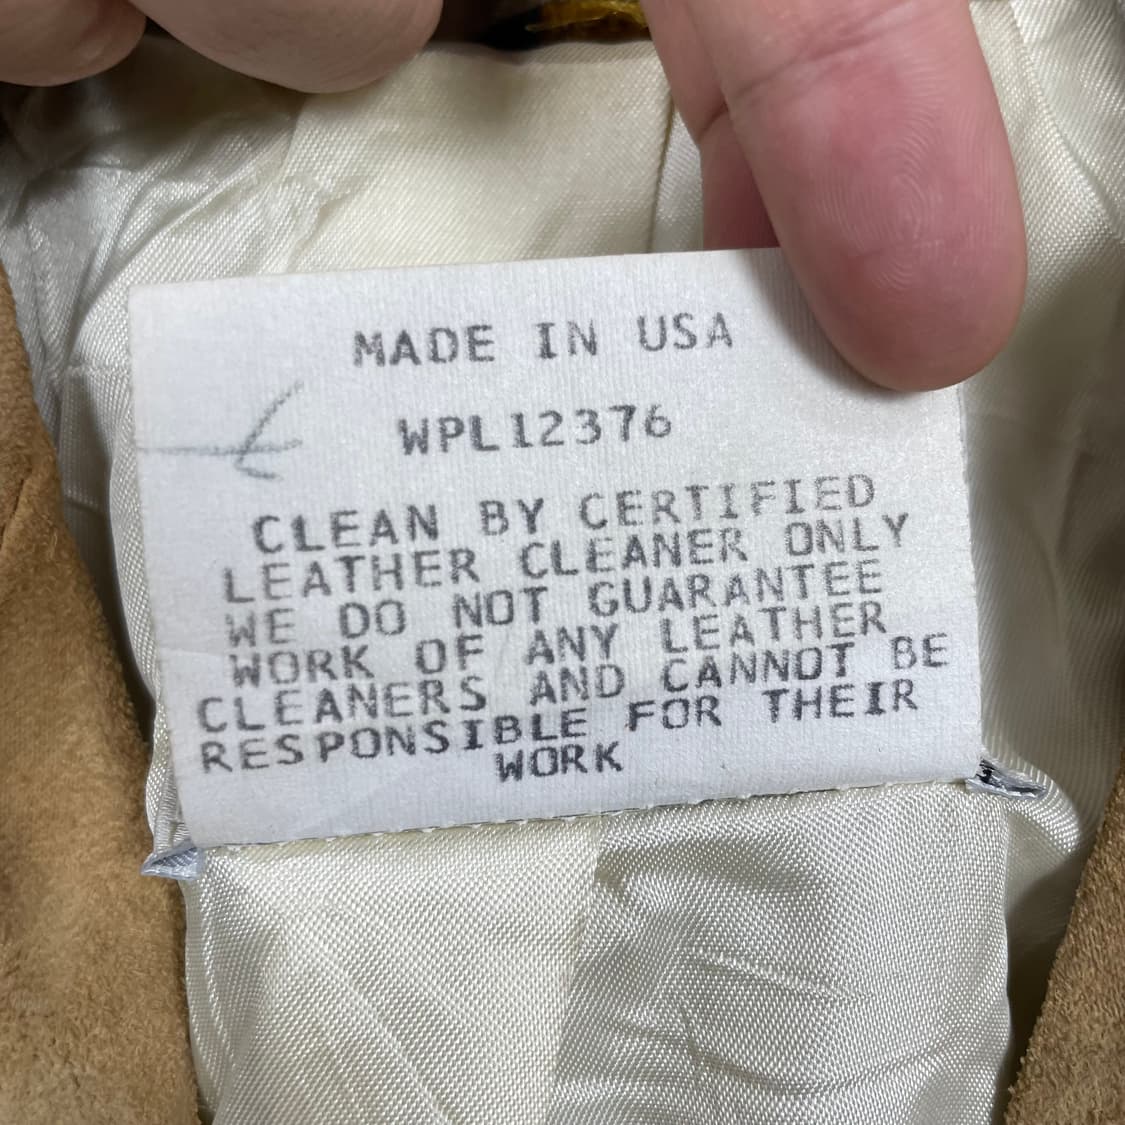 MADE IN USA
WPL12376
CLEAN BY CERTIFIED
LEATHER CLEANER ONLY
WE DO NOT GUARANTEE
WORK OF ANY LEATHER
CLEANERS AND CANNOT BE
RESPONSIBLE FOR THEIR
WORK